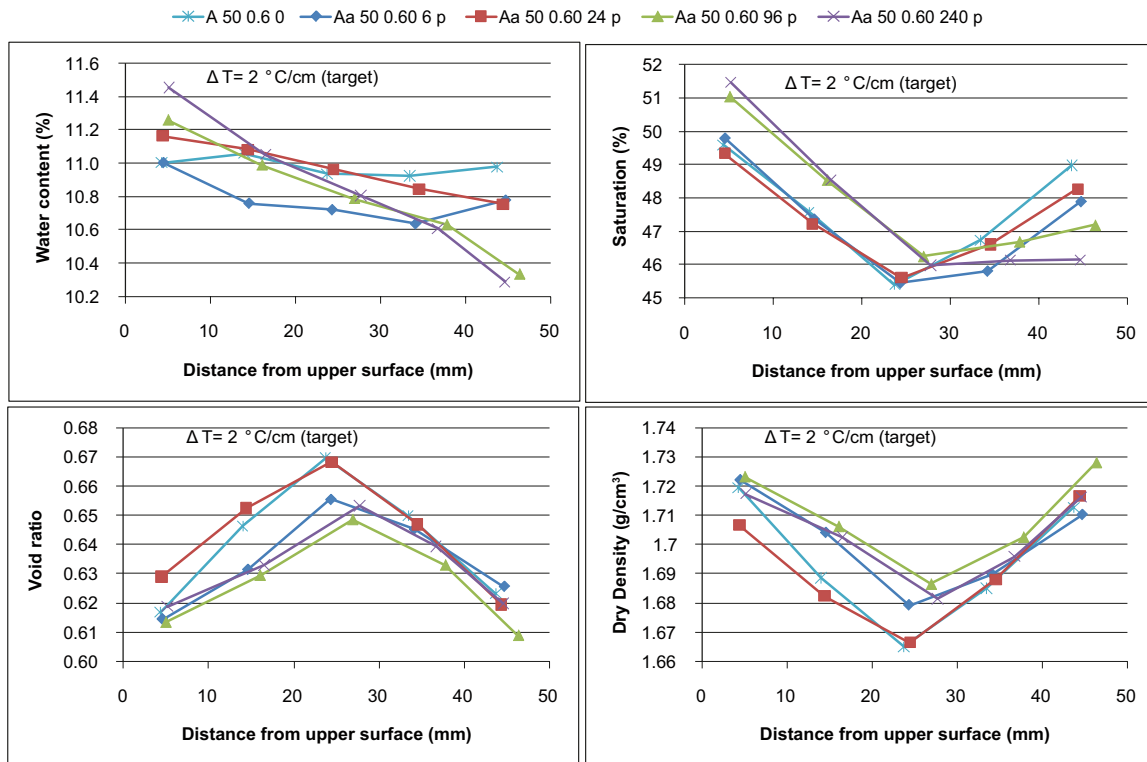 A 50 0.6 0 Aa 50 0.60 6 p Aa 50 0.60 24 p Aa 50 0.60 96 p Aa 50 0.60 240 p
Δ T= 2 °C/cm (target)
Water content (%)
11.6
11.4
11.2
11.0
10.8
10.6
10.4
10.2
0 10 20 30 40 50
Distance from upper surface (mm)
Δ T= 2 °C/cm (target)
Saturation (%)
52
51
50
49
48
47
46
45
0 10 20 30 40 50
Distance from upper surface (mm)
Δ T= 2 °C/cm (target)
Void ratio
0.68
0.67
0.66
0.65
0.64
0.63
0.62
0.61
0.60
0 10 20 30 40 50
Distance from upper surface (mm)
Δ T= 2 °C/cm (target)
Dry Density (g/cm³)
1.74
1.73
1.72
1.71
1.7
1.69
1.68
1.67
1.66
0 10 20 30 40 50
Distance from upper surface (mm)